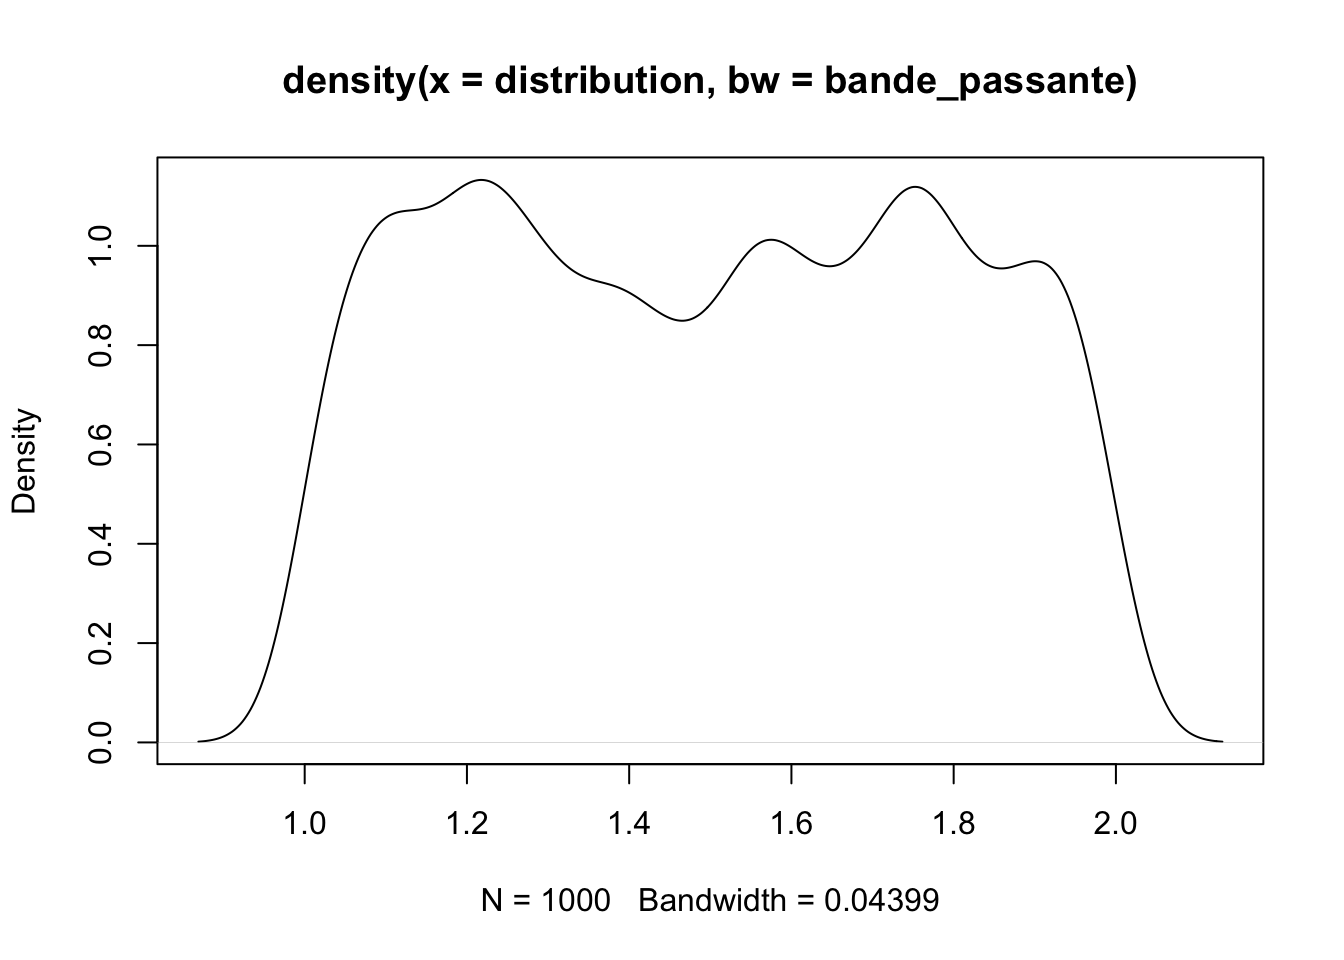 density(x = distribution, bw = bande_passante)
Density
1.0
0.8
0.6
0.4
0.2
0.0
1.0 1.2 1.4 1.6 1.8 2.0
N = 1000 Bandwidth = 0.04399